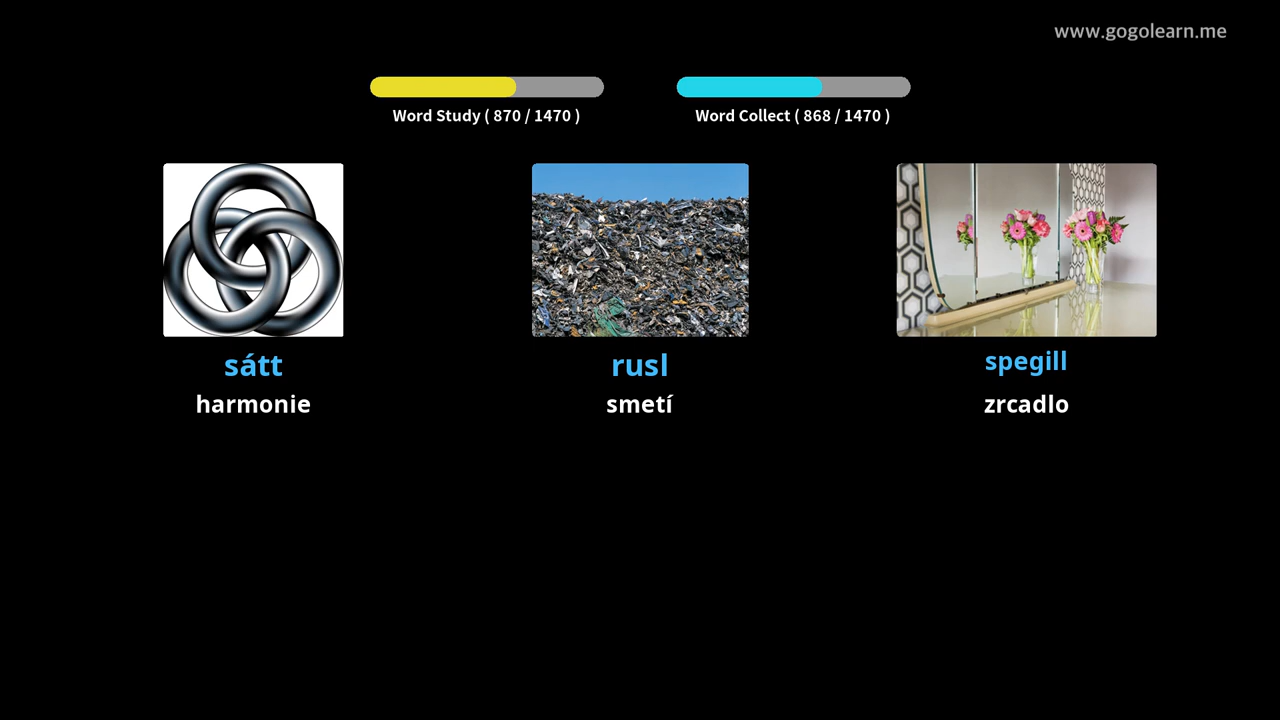 www.gogolearn.me
Word Study ( 870 / 1470 )
Word Collect ( 868 / 1470 )
sátt
harmonie
rusl
smetí
spegill
zrcadlo